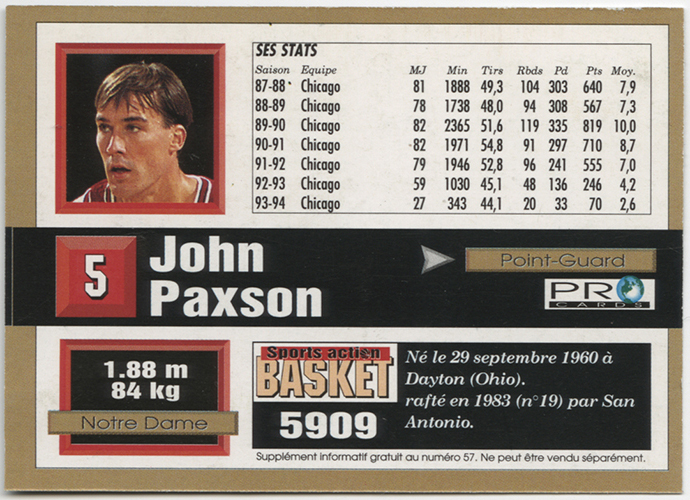 SES STATS
Saison Equipe MJ Min Tirs Rbds Pd Pts Moy.
87-88 Chicago 81 1888 49,3 104 303 640 7,9
88-89 Chicago 78 1738 48,0 94 308 567 7,3
89-90 Chicago 82 2365 51,6 119 335 819 10,0
90-91 Chicago 82 1971 54,8 91 297 710 8,7
91-92 Chicago 79 1946 52,8 96 241 555 7,0
92-93 Chicago 59 1030 45,1 48 136 246 4,2
93-94 Chicago 27 343 44,1 20 33 70 2,6
5
John
Paxson
Point-Guard
PRO
CARDS
1.88 m
84 kg
Notre Dame
Sports action
BASKET
5909
Né le 29 septembre 1960 à
Dayton (Ohio).
rafté en 1983 (n°19) par San
Antonio.
Supplément informatif gratuit au numéro 57. Ne peut être vendu séparément.